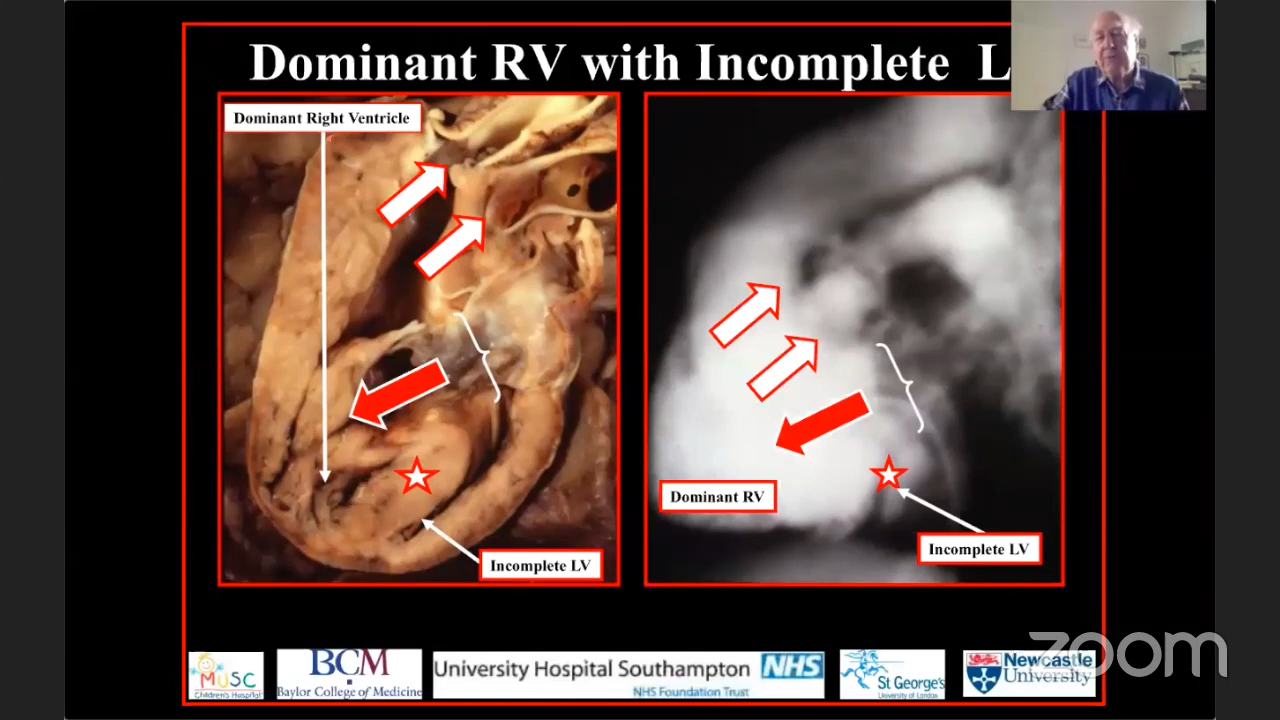 Dominant RV with Incomplete L
Dominant Right Ventricle
Incomplete LV
Dominant RV
Incomplete LV
MUSC
Children's Hospital
BCM
Baylor College of Medicine
University Hospital Southampton NHS
NHS Foundation Trust
St George's
University of London
Newcastle
University
zoom